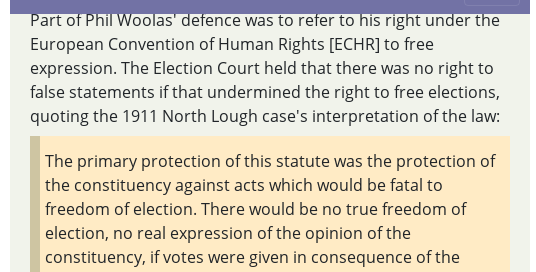 Part of Phil Woolas' defence was to refer to his right under the
European Convention of Human Rights [ECHR] to free
expression. The Election Court held that there was no right to
false statements if that undermined the right to free elections,
quoting the 1911 North Lough case's interpretation of the law:
The primary protection of this statute was the protection of
the constituency against acts which would be fatal to
freedom of election. There would be no true freedom of
election, no real expression of the opinion of the
constituency, if votes were given in consequence of the